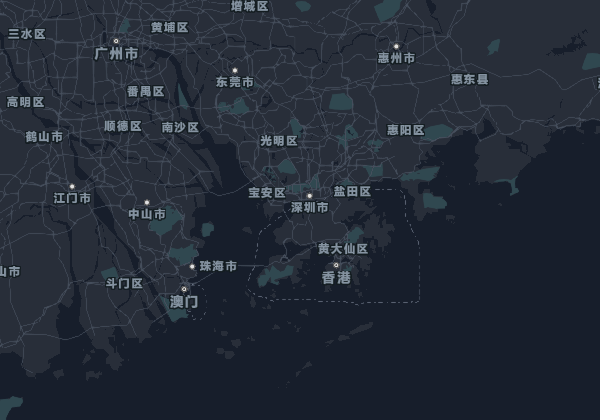 增城区
黄埔区
三水区
广州市
惠州市
东莞市
惠东县
番禺区
高明区
顺德区
南沙区
惠阳区
鹤山市
光明区
宝安区
盐田区
江门市
深圳市
中山市
黄大仙区
珠海市
山市
香港
斗门区
澳门